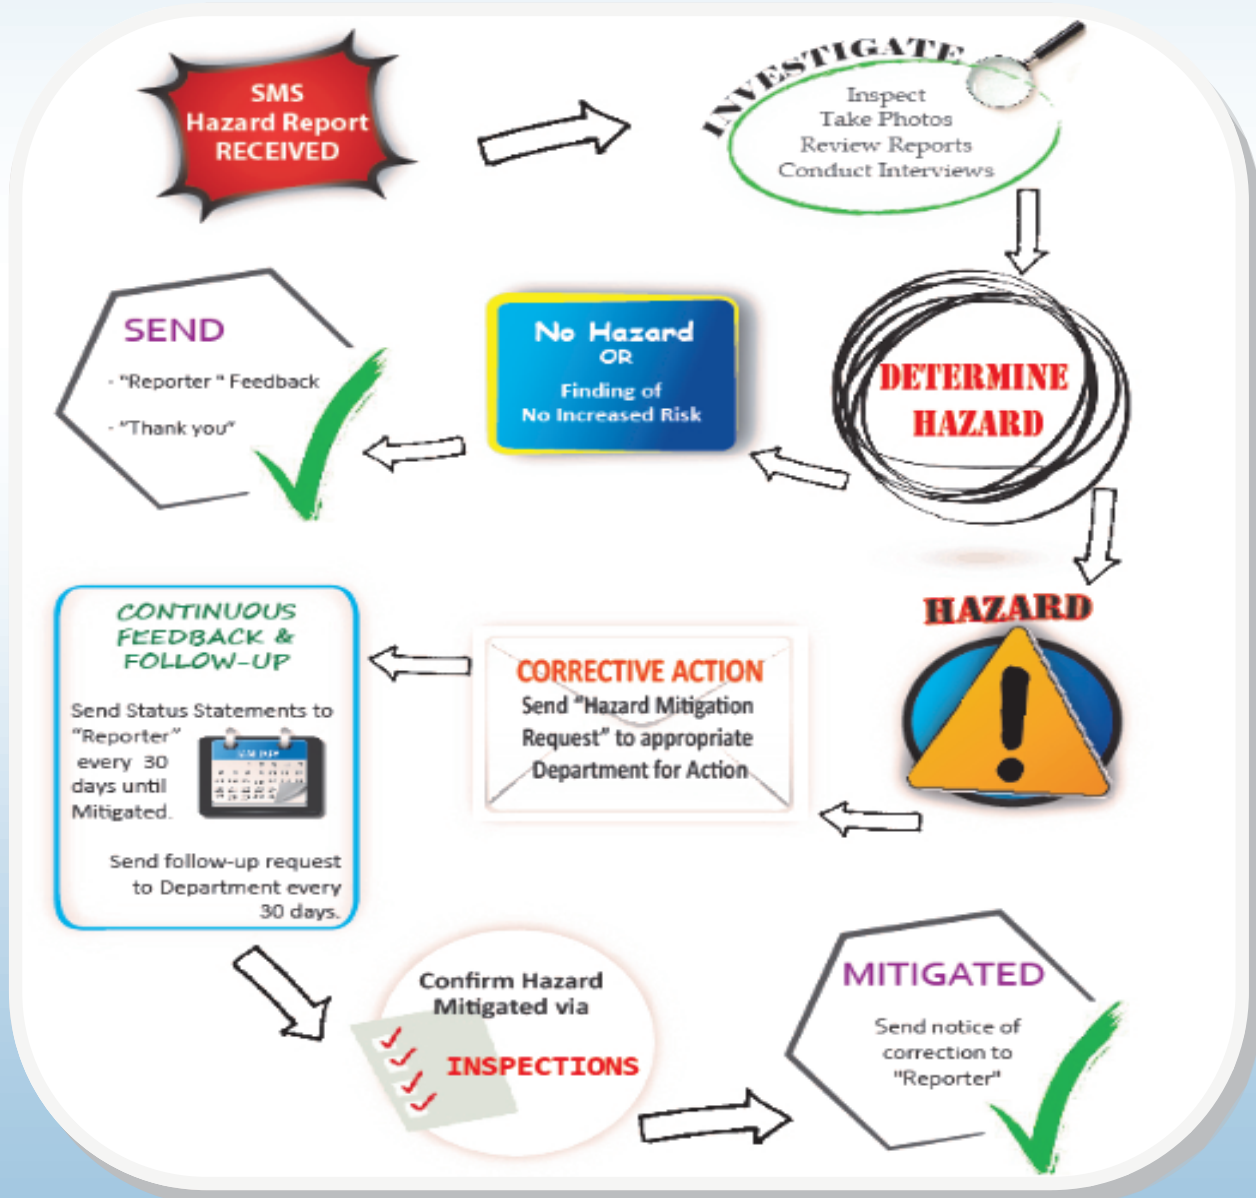 SMS
Hazard Report
RECEIVED
INVESTIGATE
Inspect
Take Photos
Review Reports
Conduct Interviews
DETERMINE
HAZARD
No Hazard
OR
Finding of
No Increased Risk
SEND
- "Reporter " Feedback
- "Thank you"
HAZARD
!
CORRECTIVE ACTION
Send "Hazard Mitigation
Request" to appropriate
Department for Action
CONTINUOUS
FEEDBACK &
FOLLOW-UP
Send Status Statements to
"Reporter"
every 30
days until
Mitigated.
Send follow-up request
to Department every
30 days.
Confirm Hazard
Mitigated via
INSPECTIONS
MITIGATED
Send notice of
correction to
"Reporter"